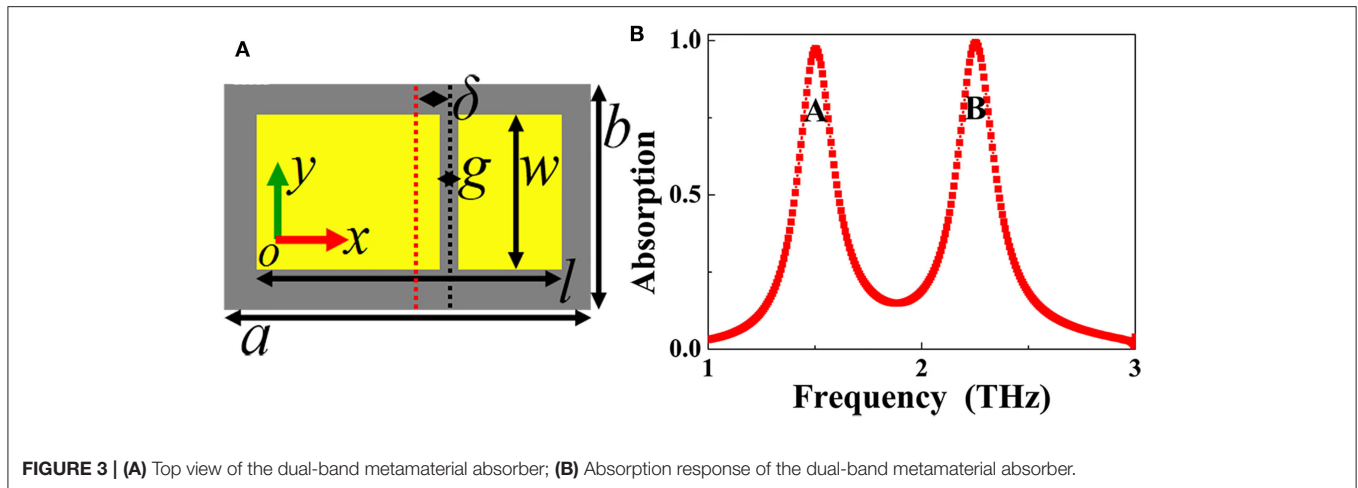 A
δ
b
g
w
y
x
o
l
a
B
1.0
0.5
0.0
Absorption
A
B
1
2
3
Frequency (THz)
FIGURE 3 | (A) Top view of the dual-band metamaterial absorber; (B) Absorption response of the dual-band metamaterial absorber.